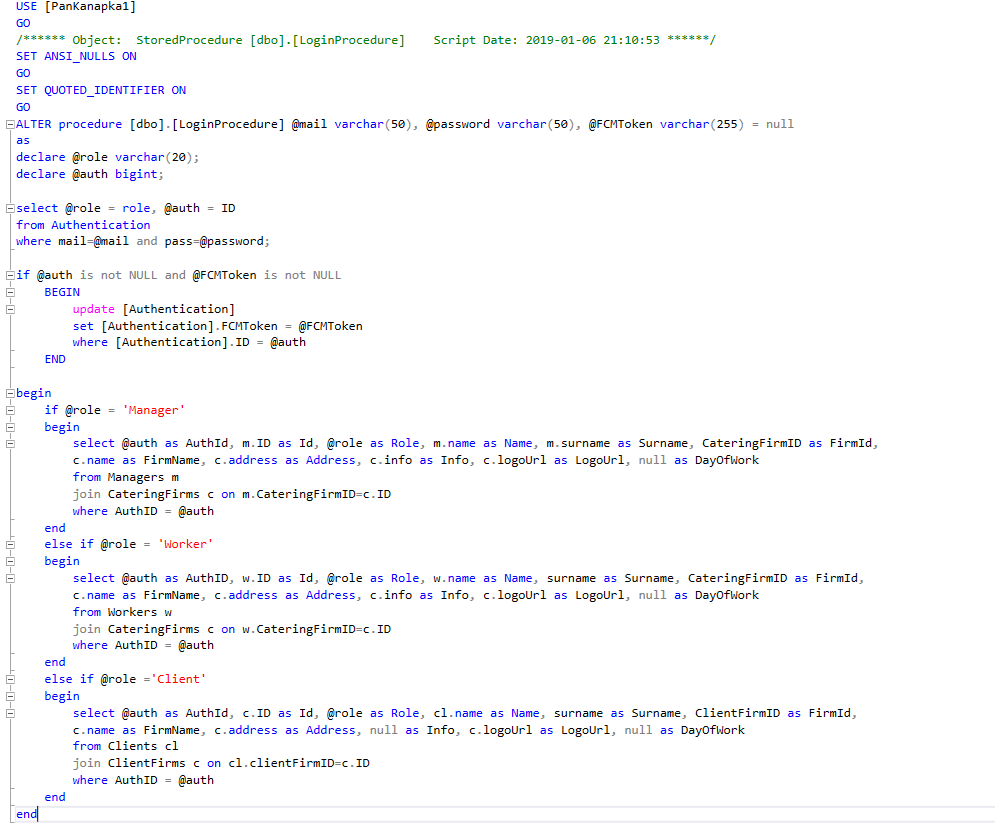 USE [PanKanapka1]
GO
/****** Object:  StoredProcedure [dbo].[LoginProcedure]    Script Date: 2019-01-06 21:10:53 ******/
SET ANSI_NULLS ON
GO
SET QUOTED_IDENTIFIER ON
GO
ALTER procedure [dbo].[LoginProcedure] @mail varchar(50), @password varchar(50), @FCMToken varchar(255) = null
as
declare @role varchar(20);
declare @auth bigint;

select @role = role, @auth = ID
from Authentication
where mail=@mail and pass=@password;

if @auth is not NULL and @FCMToken is not NULL
    BEGIN
        update [Authentication]
        set [Authentication].FCMToken = @FCMToken
        where [Authentication].ID = @auth
    END

begin
    if @role = 'Manager'
    begin
        select @auth as AuthId, m.ID as Id, @role as Role, m.name as Name, m.surname as Surname, CateringFirmID as FirmId,
        c.name as FirmName, c.address as Address, c.info as Info, c.logoUrl as LogoUrl, null as DayOfWork
        from Managers m
        join CateringFirms c on m.CateringFirmID=c.ID
        where AuthID = @auth
    end
    else if @role = 'Worker'
    begin
        select @auth as AuthID, w.ID as Id, @role as Role, w.name as Name, surname as Surname, CateringFirmID as FirmId,
        c.name as FirmName, c.address as Address, c.info as Info, c.logoUrl as LogoUrl, null as DayOfWork
        from Workers w
        join CateringFirms c on w.CateringFirmID=c.ID
        where AuthID = @auth
    end
    else if @role ='Client'
    begin
        select @auth as AuthId, c.ID as Id, @role as Role, cl.name as Name, surname as Surname, ClientFirmID as FirmId,
        c.name as FirmName, c.address as Address, null as Info, c.logoUrl as LogoUrl, null as DayOfWork
        from Clients cl
        join ClientFirms c on cl.clientFirmID=c.ID
        where AuthID = @auth
    end
end